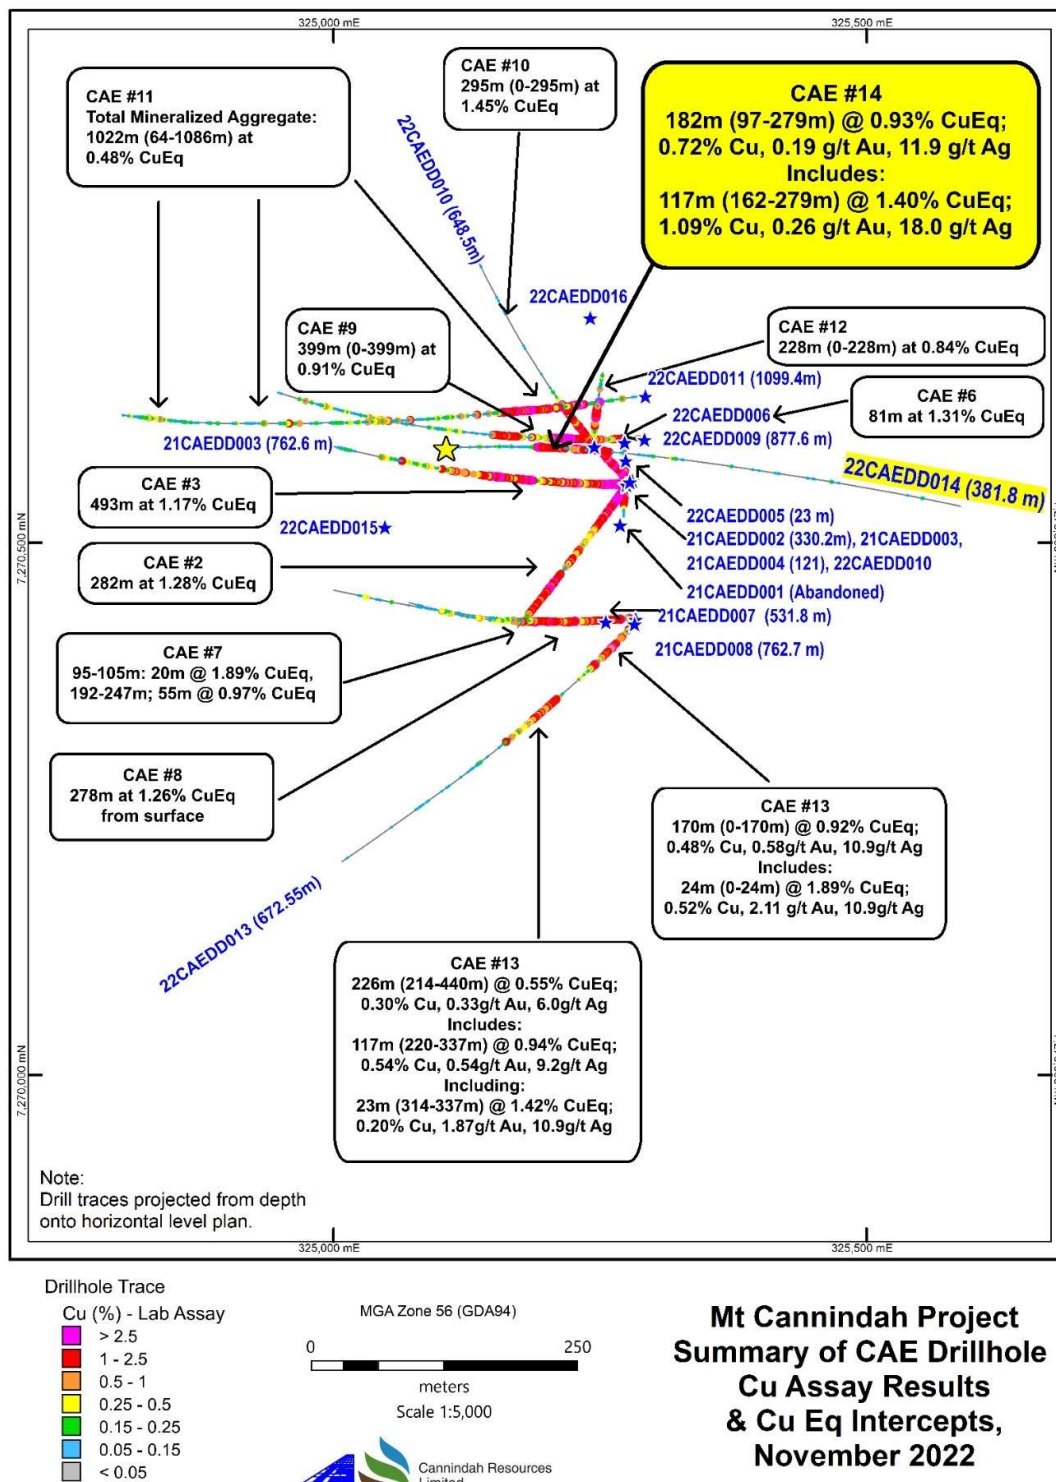 325,000 mE
325,500 mE
CAE #10
295m (0-295m) at
1.45% CuEq
CAE #11
Total Mineralized Aggregate:
1022m (64-1086m) at
0.48% CuEq
CAE #14
182m (97-279m) @ 0.93% CuEq;
0.72% Cu, 0.19 g/t Au, 11.9 g/t Ag
Includes:
117m (162-279m) @ 1.40% CuEq;
1.09% Cu, 0.26 g/t Au, 18.0 g/t Ag
22CAEDD010 (648.5m)
22CAEDD016
CAE #9
399m (0-399m) at
0.91% CuEq
CAE #12
228m (0-228m) at 0.84% CuEq
22CAEDD011 (1099.4m)
CAE #6
81m at 1.31% CuEq
22CAEDD006
22CAEDD009 (877.6 m)
21CAEDD003 (762.6 m)
22CAEDD014 (381.8 m)
CAE #3
493m at 1.17% CuEq
22CAEDD015
22CAEDD005 (23 m)
21CAEDD002 (330.2m), 21CAEDD003,
21CAEDD004 (121), 22CAEDD010
21CAEDD001 (Abandoned)
7,270,500 mN
CAE #2
282m at 1.28% CuEq
21CAEDD007 (531.8 m)
21CAEDD008 (762.7 m)
CAE #7
95-105m: 20m @ 1.89% CuEq,
192-247m; 55m @ 0.97% CuEq
CAE #8
278m at 1.26% CuEq
from surface
CAE #13
170m (0-170m) @ 0.92% CuEq;
0.48% Cu, 0.58g/t Au, 10.9g/t Ag
Includes:
24m (0-24m) @ 1.89% CuEq;
0.52% Cu, 2.11 g/t Au, 10.9g/t Ag
22CAEDD013 (672.55m)
CAE #13
226m (214-440m) @ 0.55% CuEq;
0.30% Cu, 0.33g/t Au, 6.0g/t Ag
Includes:
117m (220-337m) @ 0.94% CuEq;
0.54% Cu, 0.54g/t Au, 9.2g/t Ag
Including:
23m (314-337m) @ 1.42% CuEq;
0.20% Cu, 1.87g/t Au, 10.9g/t Ag
7,270,000 mN
Note:
Drill traces projected from depth
onto horizontal level plan.
325,000 mE
325,500 mE
Drillhole Trace
Cu (%) - Lab Assay
> 2.5
1 - 2.5
0.5 - 1
0.25 - 0.5
0.15 - 0.25
0.05 - 0.15
< 0.05
MGA Zone 56 (GDA94)
0 250
meters
Scale 1:5,000
Cannindah Resources
Limited
Mt Cannindah Project
Summary of CAE Drillhole
Cu Assay Results
& Cu Eq Intercepts,
November 2022